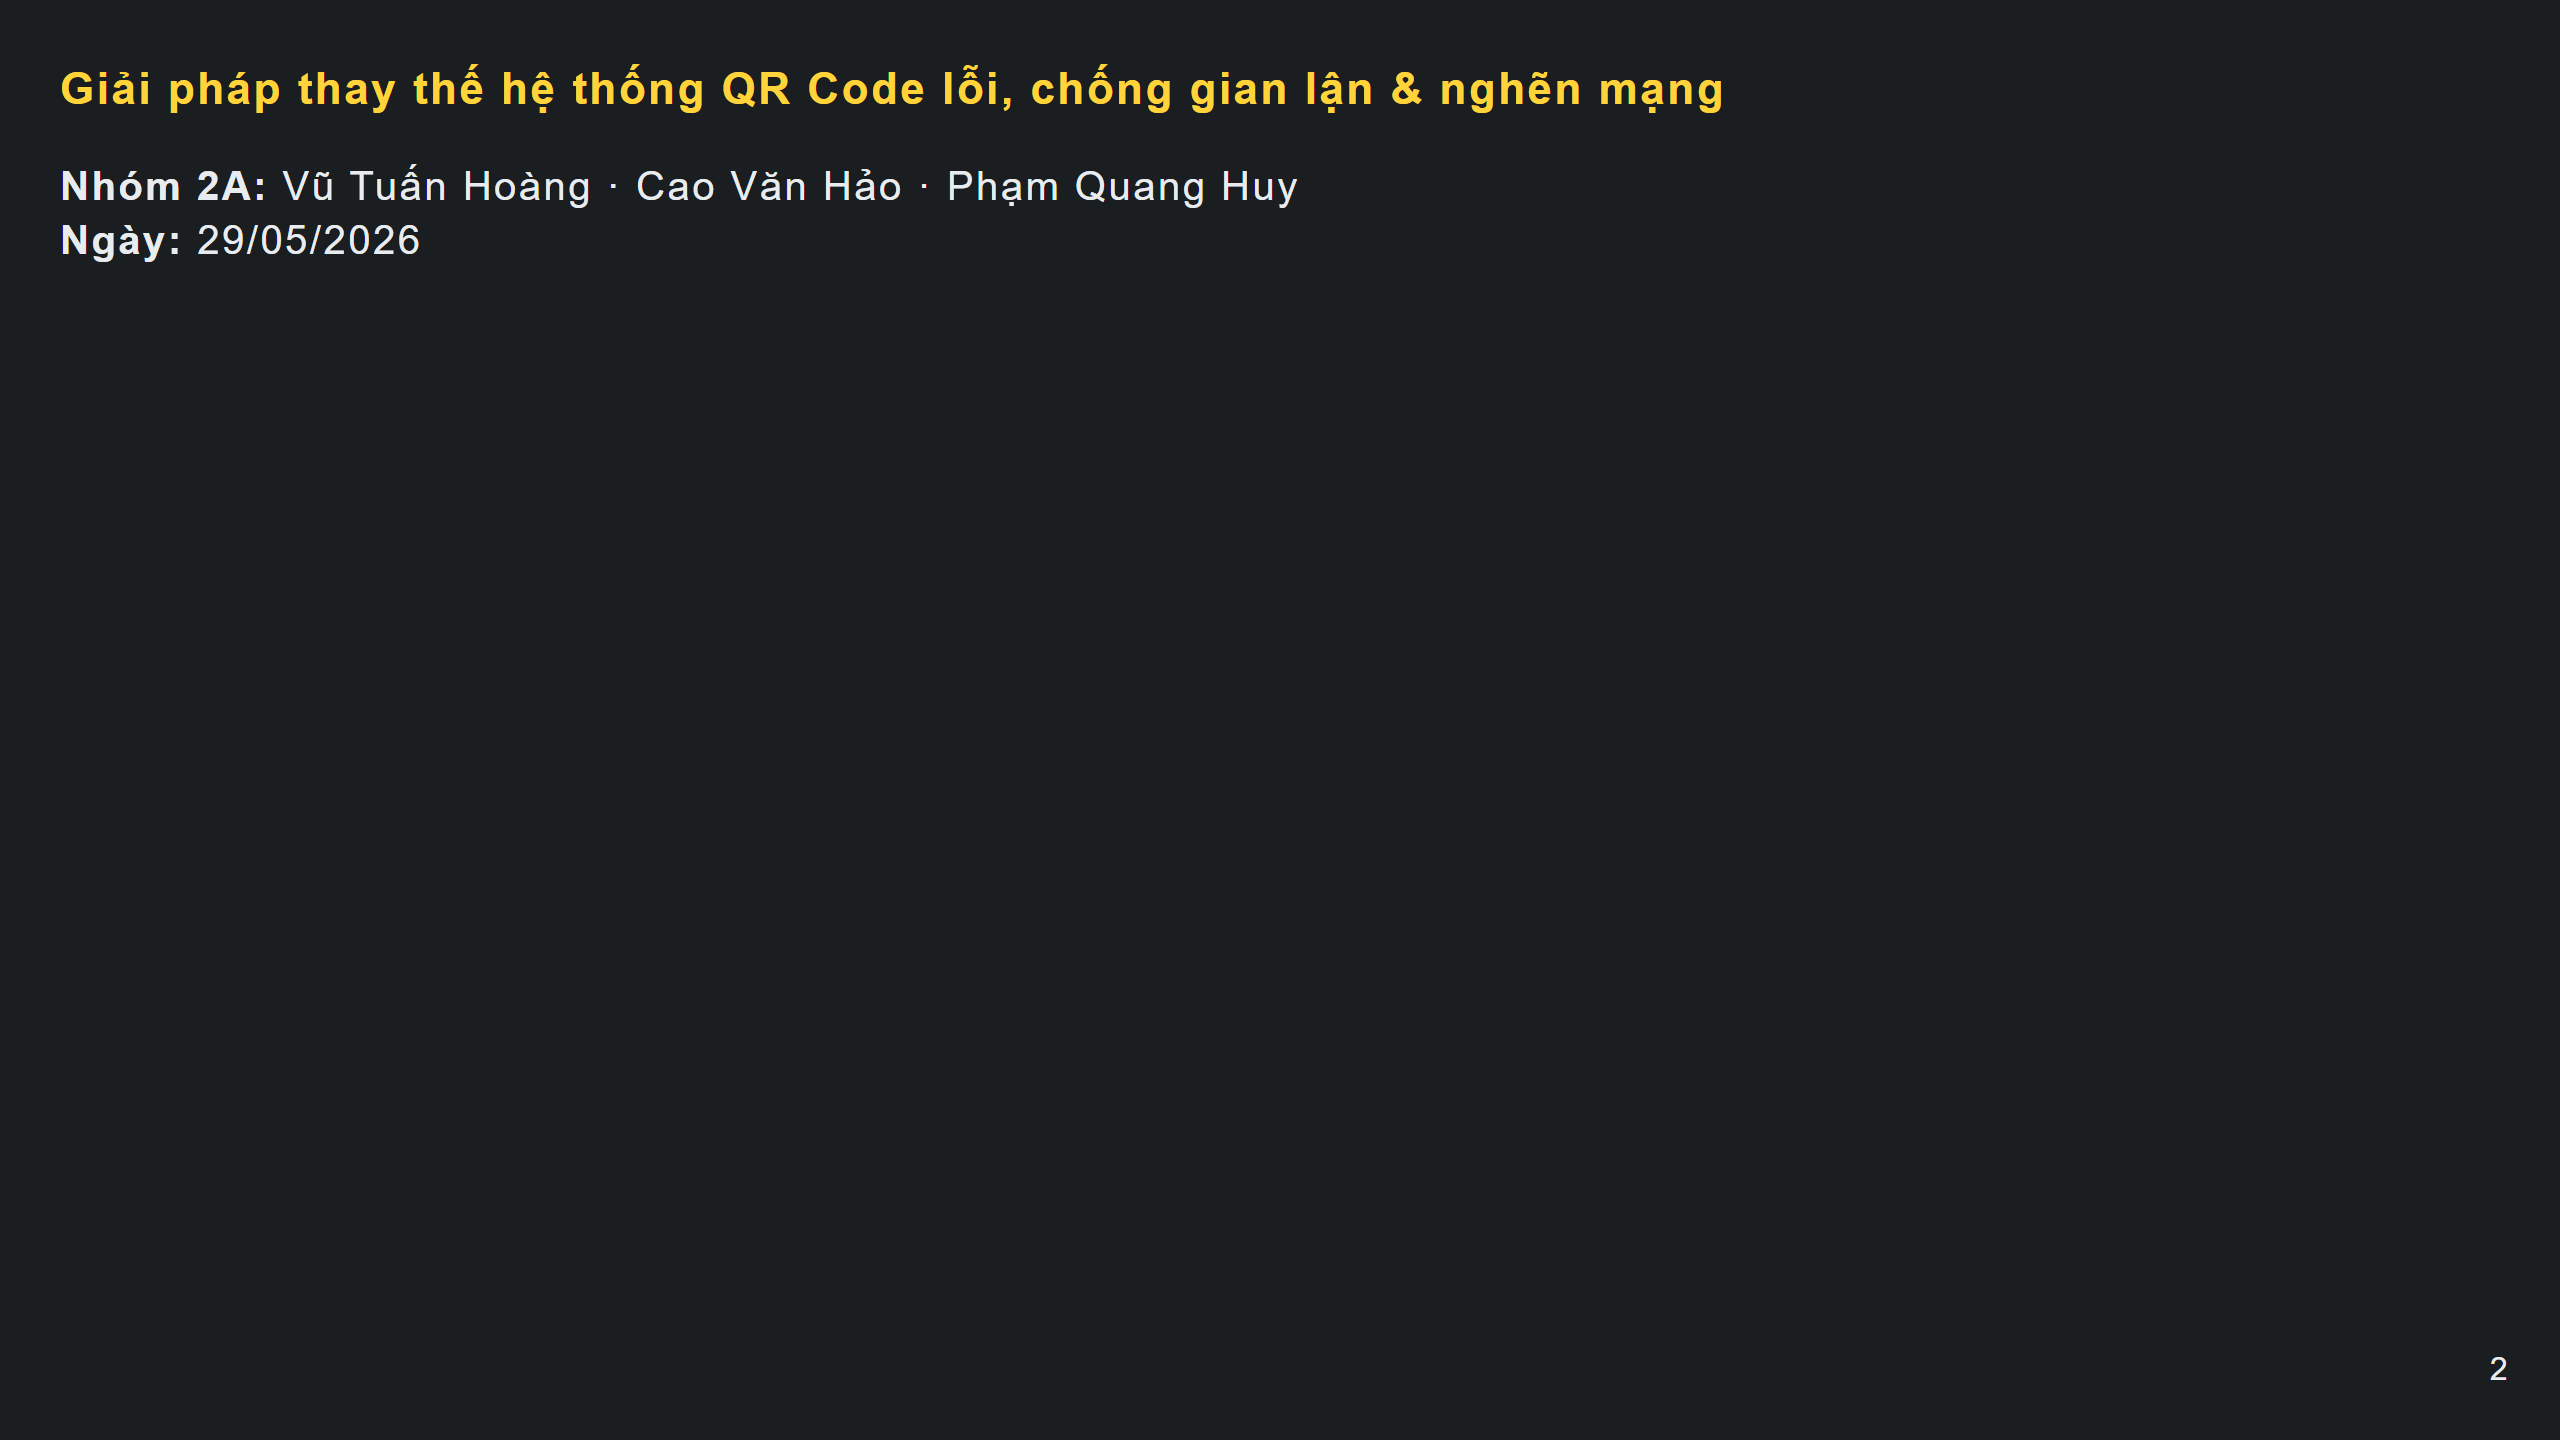 Giải pháp thay thế hệ thống QR Code lỗi, chống gian lận & nghẽn mạng
Nhóm 2A: Vũ Tuấn Hoàng · Cao Văn Hảo · Phạm Quang Huy
Ngày: 29/05/2026
2